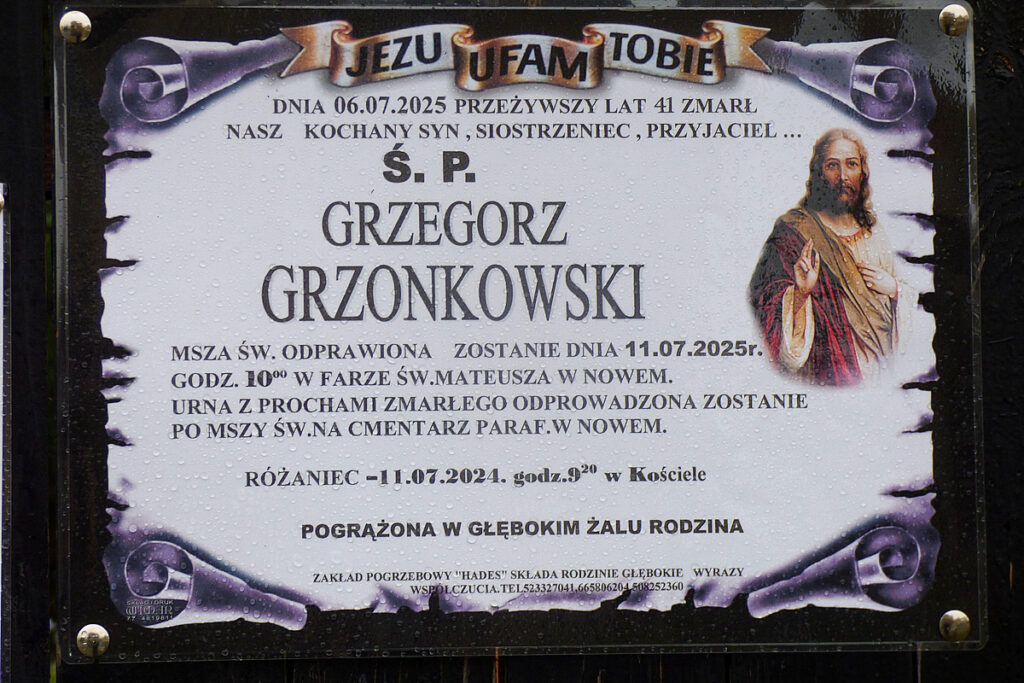 JEZU UFAM TOBIE
DNIA 06.07.2025 PRZEŻYWSZY LAT 41 ZMARŁ
NASZ KOCHANY SYN , SIOSTRZENIEC , PRZYJACIEL ...
Ś. P.
GRZEGORZ
GRZONKOWSKI
MSZA ŚW. ODPRAWIONA ZOSTANIE DNIA 11.07.2025r.
GODZ. 10⁰⁰ W FARZE ŚW.MATEUSZA W NOWEM.
URNA Z PROCHAMI ZMARŁEGO ODPROWADZONA ZOSTANIE
PO MSZY ŚW.NA CMENTARZ PARAF.W NOWEM.
RÓŻANIEC –11.07.2024. godz.9²⁰ w Kościele
POGRĄŻONA W GŁĘBOKIM ŻALU RODZINA
ZAKŁAD POGRZEBOWY "HADES" SKŁADA RODZINIE GŁĘBOKIE WYRAZY
WSPÓŁCZUCIA.TEL523327041,665806204,508252360
SKŁAD I DRUK